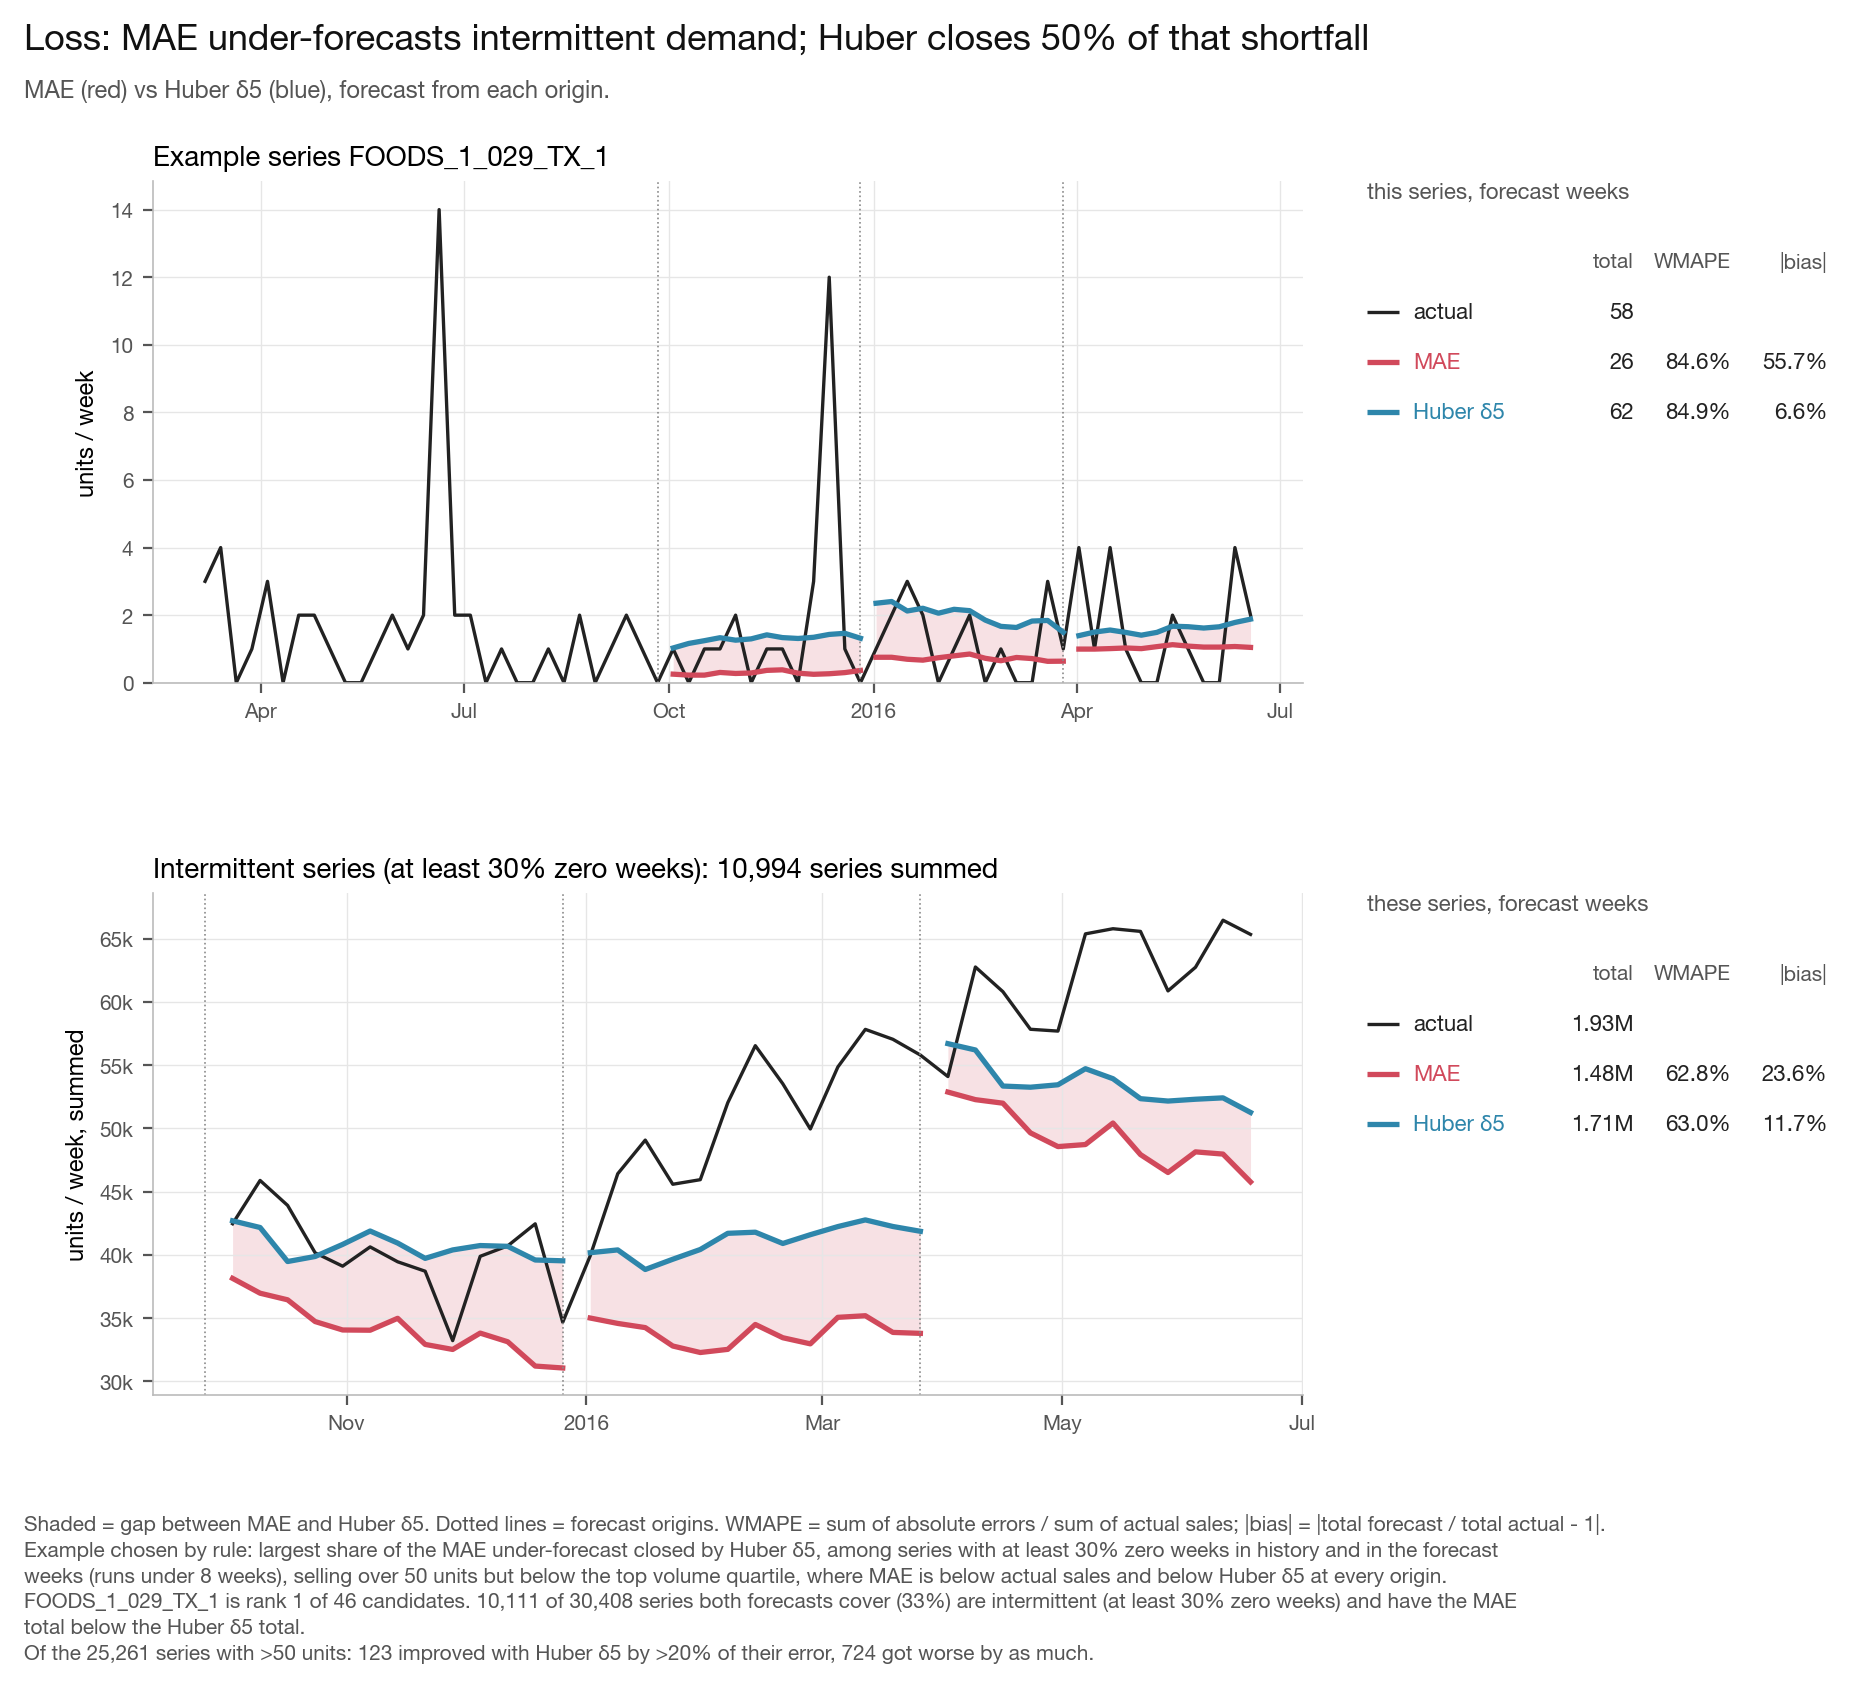 Loss: MAE under-forecasts intermittent demand; Huber closes 50% of that shortfall
MAE (red) vs Huber δ5 (blue), forecast from each origin.
Example series FOODS_1_029_TX_1
units / week
14
12
10
8
6
4
2
0
Apr
Jul
Oct
2016
Apr
Jul
this series, forecast weeks
total WMAPE |bias|
actual 58
MAE 26 84.6% 55.7%
Huber δ5 62 84.9% 6.6%
Intermittent series (at least 30% zero weeks): 10,994 series summed
units / week, summed
65k
60k
55k
50k
45k
40k
35k
30k
Nov
2016
Mar
May
Jul
these series, forecast weeks
total WMAPE |bias|
actual 1.93M
MAE 1.48M 62.8% 23.6%
Huber δ5 1.71M 63.0% 11.7%
Shaded = gap between MAE and Huber δ5. Dotted lines = forecast origins. WMAPE = sum of absolute errors / sum of actual sales; |bias| = |total forecast / total actual - 1|.
Example chosen by rule: largest share of the MAE under-forecast closed by Huber δ5, among series with at least 30% zero weeks in history and in the forecast
weeks (runs under 8 weeks), selling over 50 units but below the top volume quartile, where MAE is below actual sales and below Huber δ5 at every origin.
FOODS_1_029_TX_1 is rank 1 of 46 candidates. 10,111 of 30,408 series both forecasts cover (33%) are intermittent (at least 30% zero weeks) and have the MAE
total below the Huber δ5 total.
Of the 25,261 series with >50 units: 123 improved with Huber δ5 by >20% of their error, 724 got worse by as much.